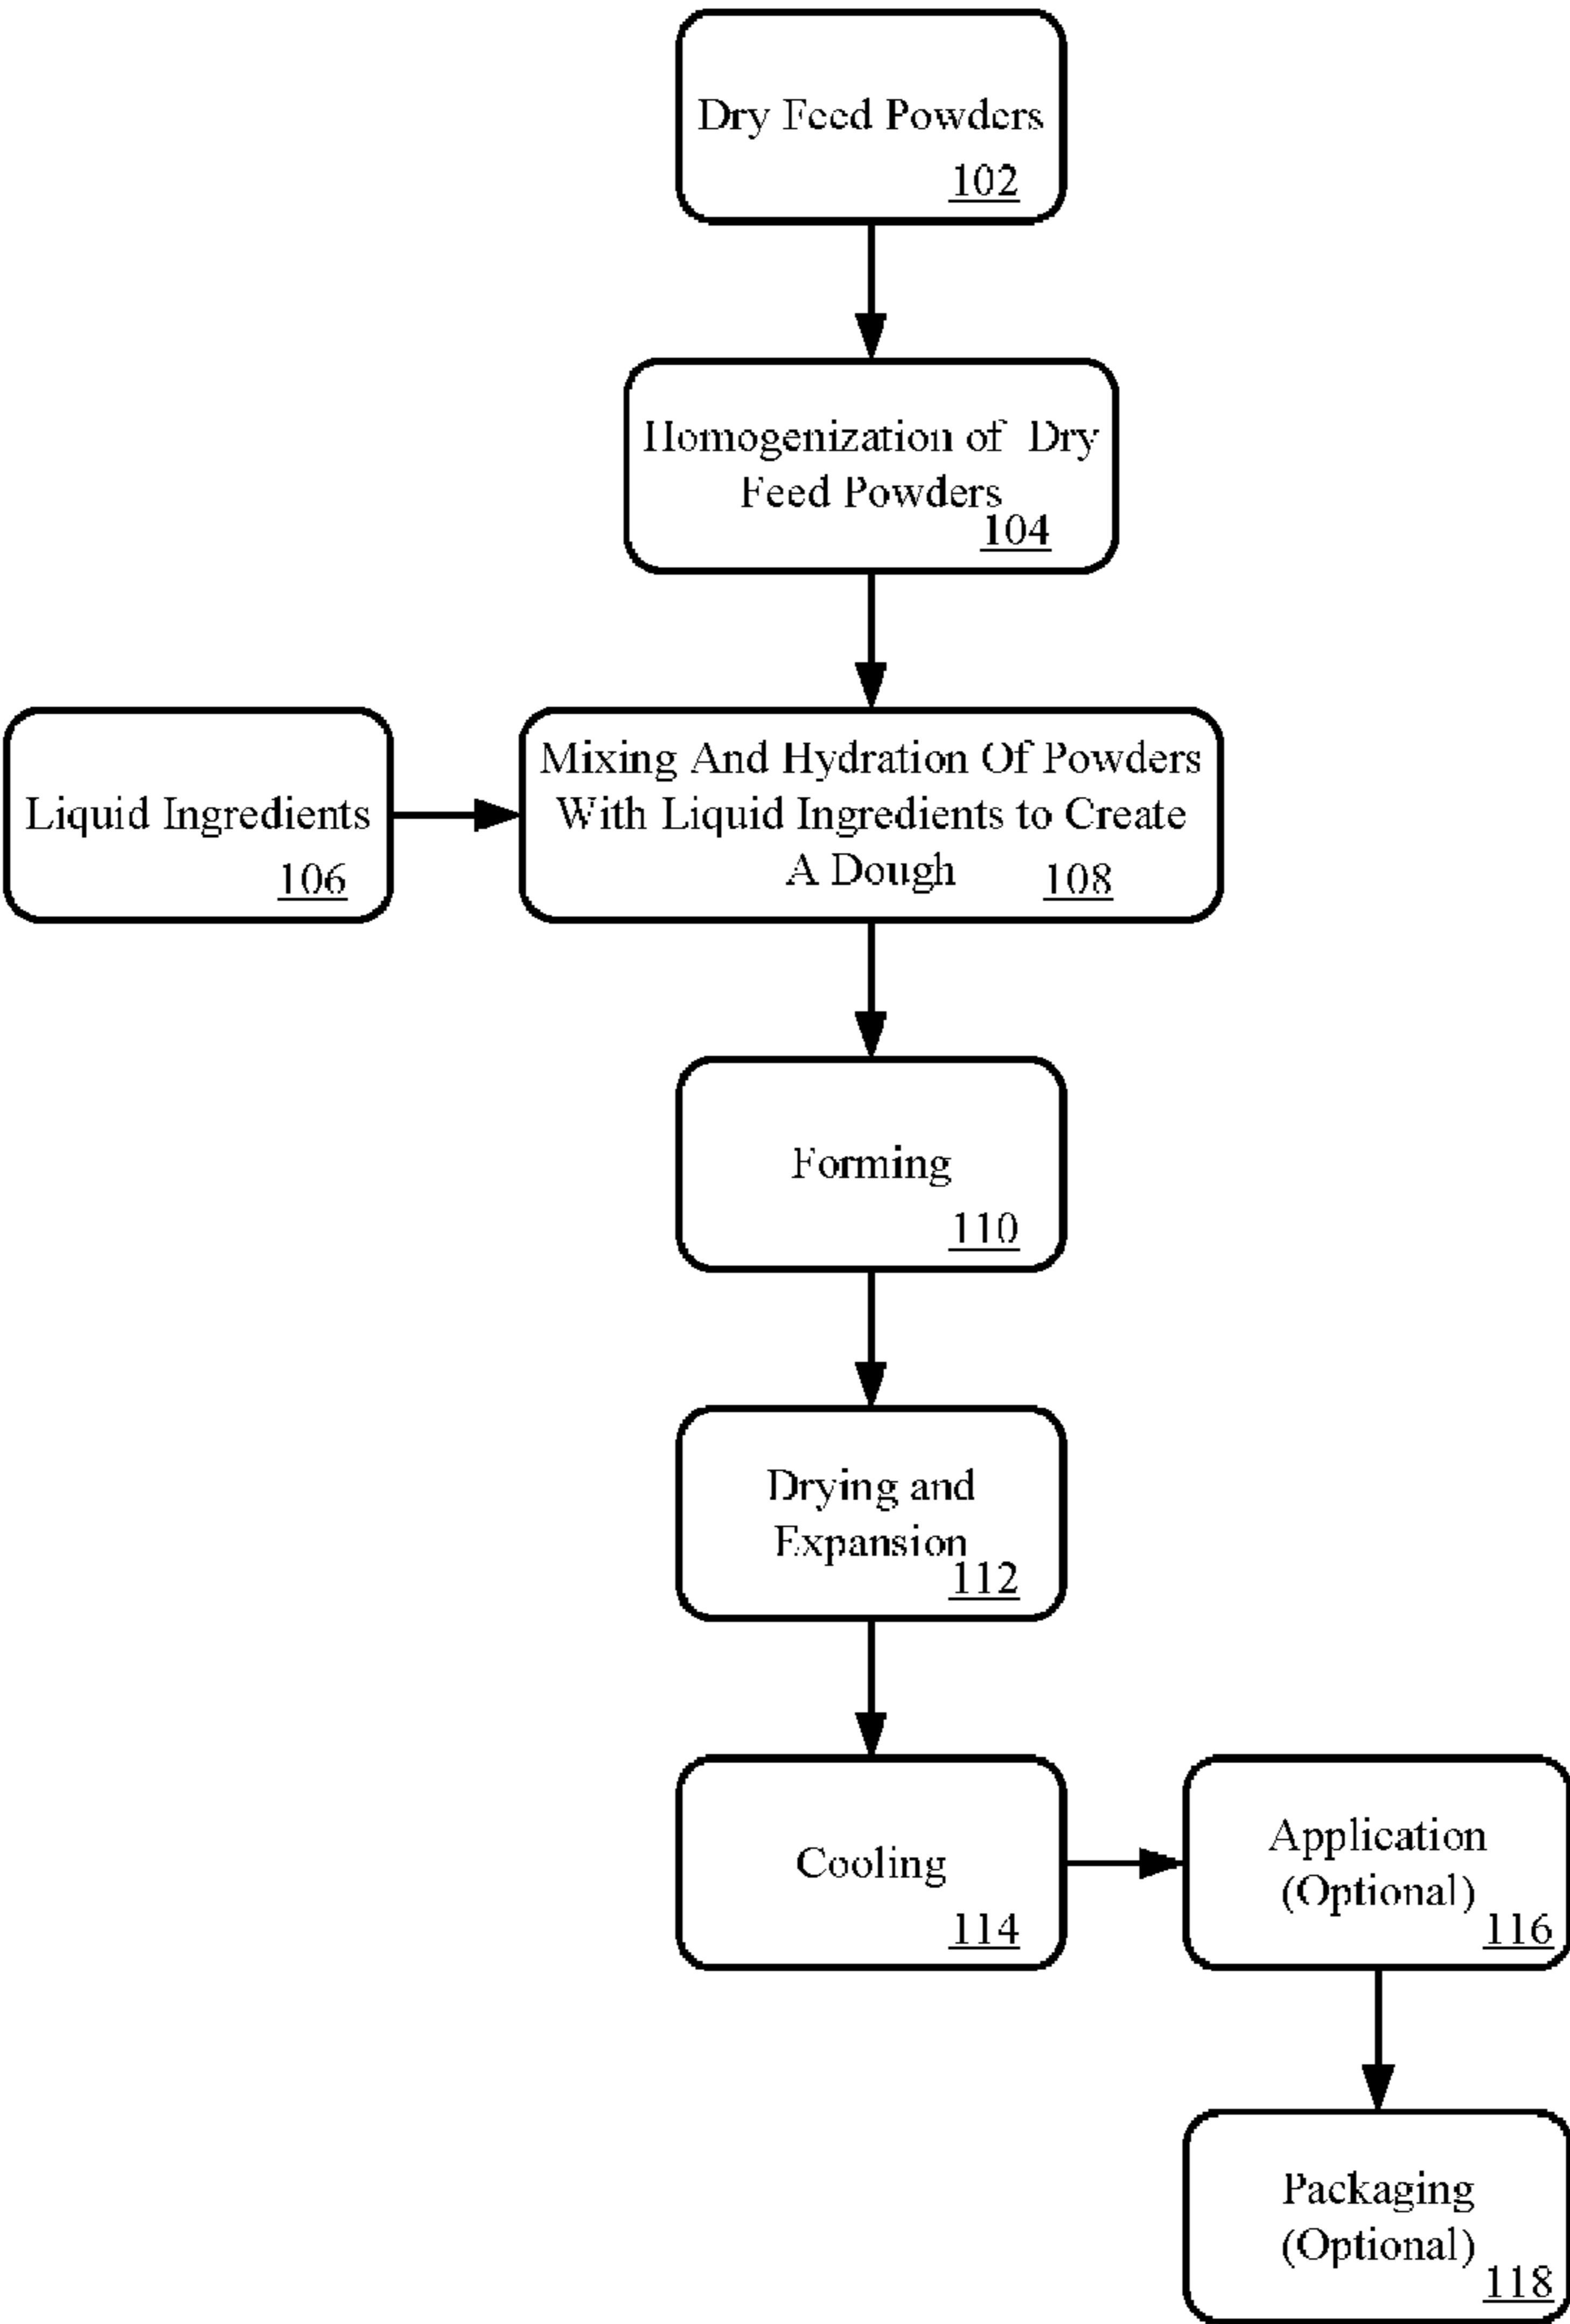 Dry Feed Powders
102
Homogenization of Dry
Feed Powders
104
Liquid Ingredients
106
Mixing And Hydration Of Powders
With Liquid Ingredients to Create
A Dough 108
Forming
110
Drying and
Expansion
112
Cooling
114
Application
(Optional)
116
Packaging
(Optional)
118